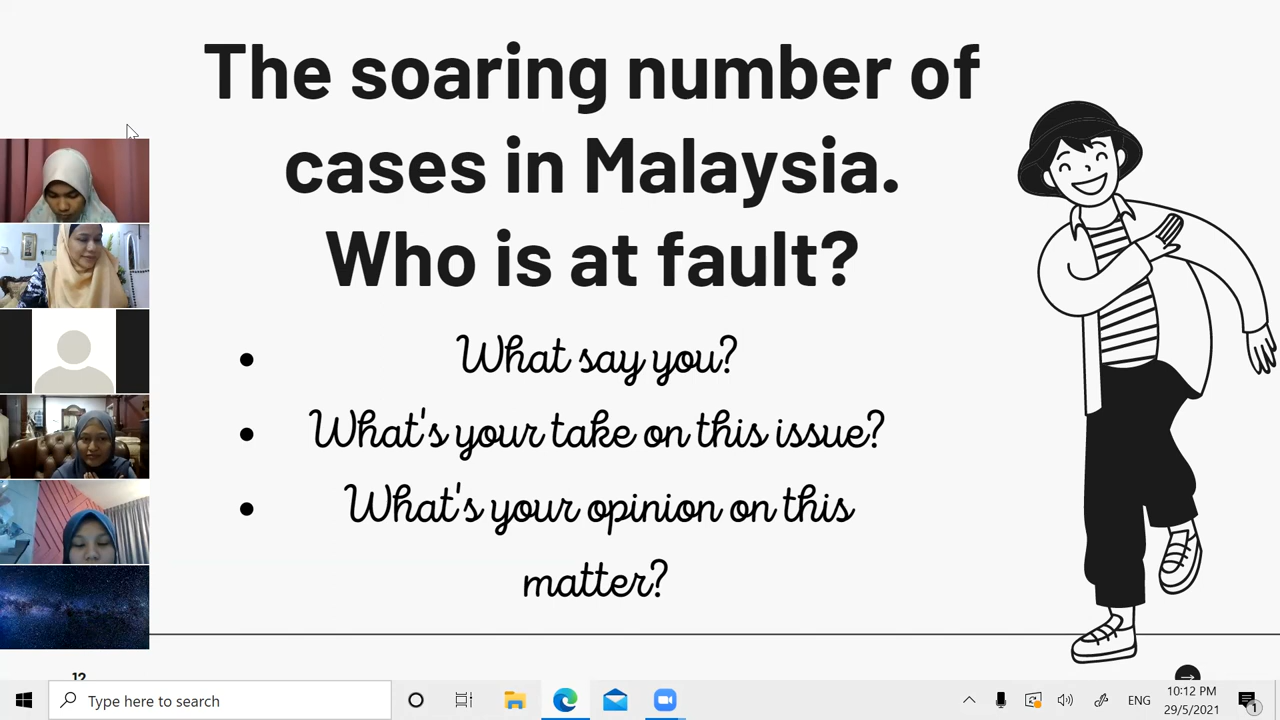 The soaring number of
cases in Malaysia.
Who is at fault?
• What say you?
• What's your take on this issue?
• What's your opinion on this
matter?
12
Type here to search
ENG
10:12 PM
29/5/2021
1